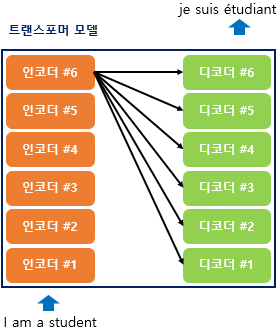 je suis étudiant
트랜스포머 모델
인코더 #6
디코더 #6
인코더 #5
디코더 #5
인코더 #4
디코더 #4
인코더 #3
디코더 #3
인코더 #2
디코더 #2
인코더 #1
디코더 #1
I am a student